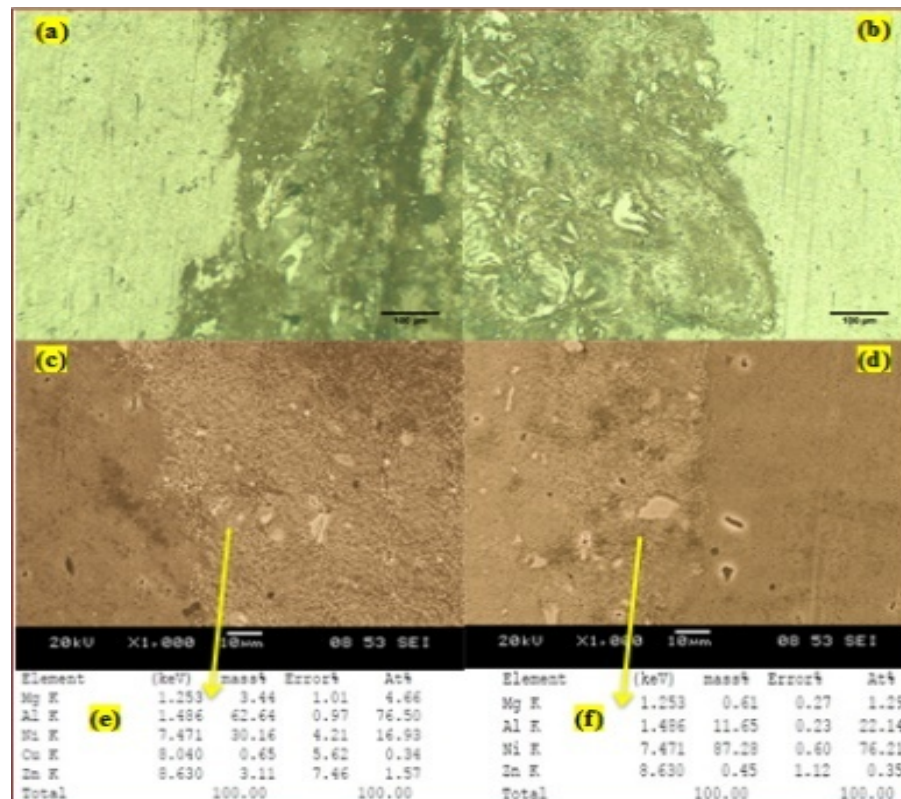 (a)
(b)
100 µm
100 µm
(c)
(d)
20kV X1,000 10µm 08 53 SEI
20kV X1,000 10µm 08 53 SEI
Element (keV) mass% Error% At%
Mg K 1.253 3.44 1.01 4.66
Al K 1.486 62.64 0.97 76.50
Ni K 7.471 30.16 4.21 16.93
Cu K 8.040 0.65 5.62 0.34
Zn K 8.630 3.11 7.46 1.57
Total 100.00 100.00
(e)
Element (keV) mass% Error% At%
Mg K 1.253 0.61 0.27 1.29
Al K 1.486 11.65 0.23 22.14
Ni K 7.471 87.28 0.60 76.21
Zn K 8.630 0.45 1.12 0.35
Total 100.00 100.00
(f)